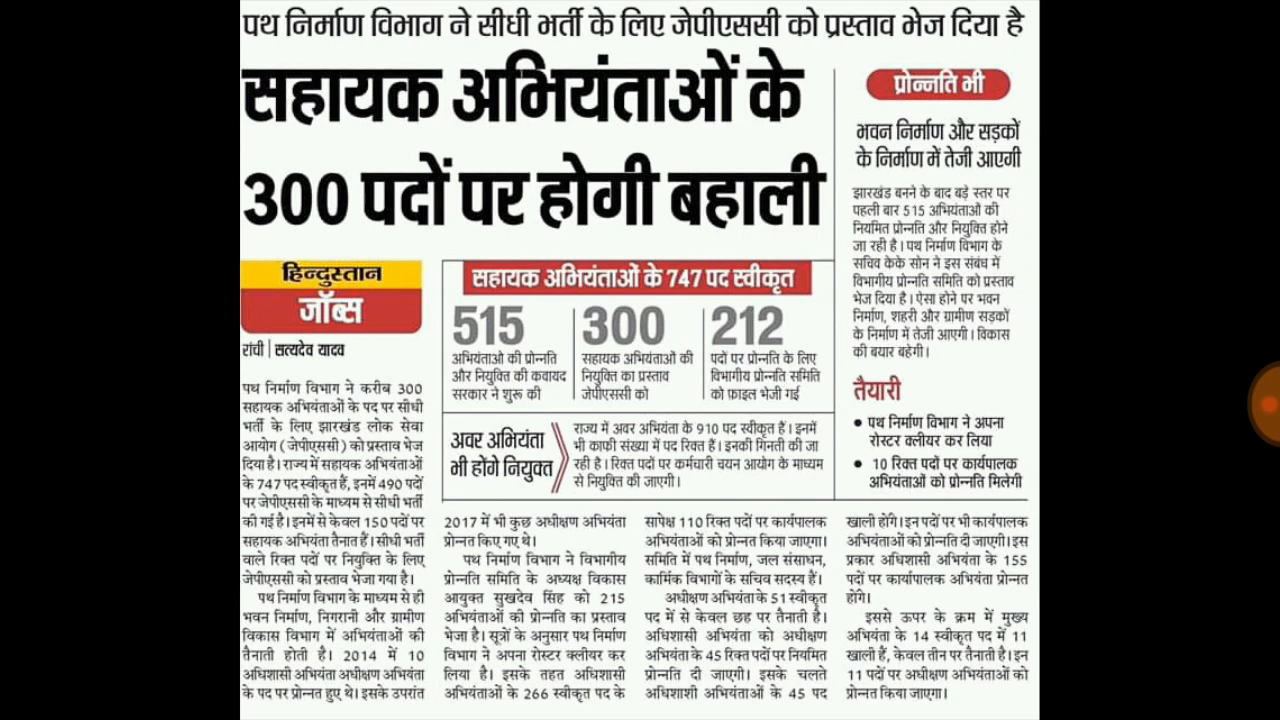 पथ निर्माण विभाग ने सीधी भर्ती के लिए जेपीएससी को प्रस्ताव भेज दिया है
सहायक अभियंताओं के
300 पदों पर होगी बहाली
हिन्दुस्तान
जॉब्स
रांची | सत्यदेव यादव
पथ निर्माण विभाग ने करीब 300
सहायक अभियंताओं के पद पर सीधी
भर्ती के लिए झारखंड लोक सेवा
आयोग (जेपीएससी) को प्रस्ताव भेज
दिया है। राज्य में सहायक अभियंताओं
के 747 पद स्वीकृत हैं, इनमें 490 पदों
पर जेपीएससी के माध्यम से सीधी भर्ती
की गई है। इनमें से केवल 150 पदों पर
सहायक अभियंता तैनात हैं। सीधी भर्ती
वाले रिक्त पदों पर नियुक्ति के लिए
जेपीएससी को प्रस्ताव भेजा गया है।
पथ निर्माण विभाग के माध्यम से ही
भवन निर्माण, निगरानी और ग्रामीण
विकास विभाग में अभियंताओं की
तैनाती होती है। 2014 में 10
अधिशासी अभियंता अधीक्षण अभियंता
के पद पर प्रोन्नत हुए थे। इसके उपरांत
सहायक अभियंताओं के 747 पद स्वीकृत
515
अभियंताओ की प्रोन्नति
और नियुक्ति की कवायद
सरकार ने शुरू की
300
सहायक अभियंताओ की
नियुक्ति का प्रस्ताव
जेपीएससी को
212
पदों पर प्रोन्नति के लिए
विभागीय प्रोन्नति समिति
को फ़ाइल भेजी गई
अवर अभियंता
भी होंगे नियुक्त
राज्य में अवर अभियंता के 910 पद स्वीकृत हैं। इनमें
भी काफी संख्या में पद रिक्त हैं। इनकी गिनती की जा
रही है। रिक्त पदों पर कर्मचारी चयन आयोग के माध्यम
से नियुक्ति की जाएगी।
2017 में भी कुछ अधीक्षण अभियंता
प्रोन्नत किए गए थे।
पथ निर्माण विभाग ने विभागीय
प्रोन्नति समिति के अध्यक्ष विकास
आयुक्त सुखदेव सिंह को 215
अभियंताओं की प्रोन्नति का प्रस्ताव
भेजा है। सूत्रों के अनुसार पथ निर्माण
विभाग ने अपना रोस्टर क्लीयर कर
लिया है। इसके तहत अधिशासी
अभियंताओं के 266 स्वीकृत पद के
सापेक्ष 110 रिक्त पदों पर कार्यपालक
अभियंताओं को प्रोन्नत किया जाएगा।
समिति में पथ निर्माण, जल संसाधन,
कार्मिक विभागों के सचिव सदस्य हैं।
अधीक्षण अभियंता के 51 स्वीकृत
पद में से केवल छह पर तैनाती है।
अधिशासी अभियंता को अधीक्षण
अभियंता के 45 रिक्त पदों पर नियमित
प्रोन्नति दी जाएगी। इसके चलते
अधिशाशी अभियंताओं के 45 पद
खाली होंगे। इन पदों पर भी कार्यपालक
अभियंताओं को प्रोन्नति दी जाएगी। इस
प्रकार अधिशासी अभियंता के 155
पदों पर कार्यपालक अभियंता प्रोन्नत
होंगे।
इससे ऊपर के क्रम में मुख्य
अभियंता के 14 स्वीकृत पद में 11
खाली हैं, केवल तीन पर तैनाती है। इन
11 पदों पर अधीक्षण अभियंताओं को
प्रोन्नत किया जाएगा।
प्रोन्नति भी
भवन निर्माण और सड़कों
के निर्माण में तेजी आएगी
झारखंड बनने के बाद बड़े स्तर पर
पहली बार 515 अभियंताओं की
नियमित प्रोन्नति और नियुक्ति होने
जा रही है। पथ निर्माण विभाग के
सचिव केके सोन ने इस संबंध में
विभागीय प्रोन्नति समिति को प्रस्ताव
भेज दिया है। ऐसा होने पर भवन
निर्माण, शहरी और ग्रामीण सड़कों
के निर्माण में तेजी आएगी। विकास
की बयार बहेगी।
तैयारी
• पथ निर्माण विभाग ने अपना
रोस्टर क्लीयर कर लिया
• 10 रिक्त पदों पर कार्यपालक
अभियंताओं को प्रोन्नति मिलेगी